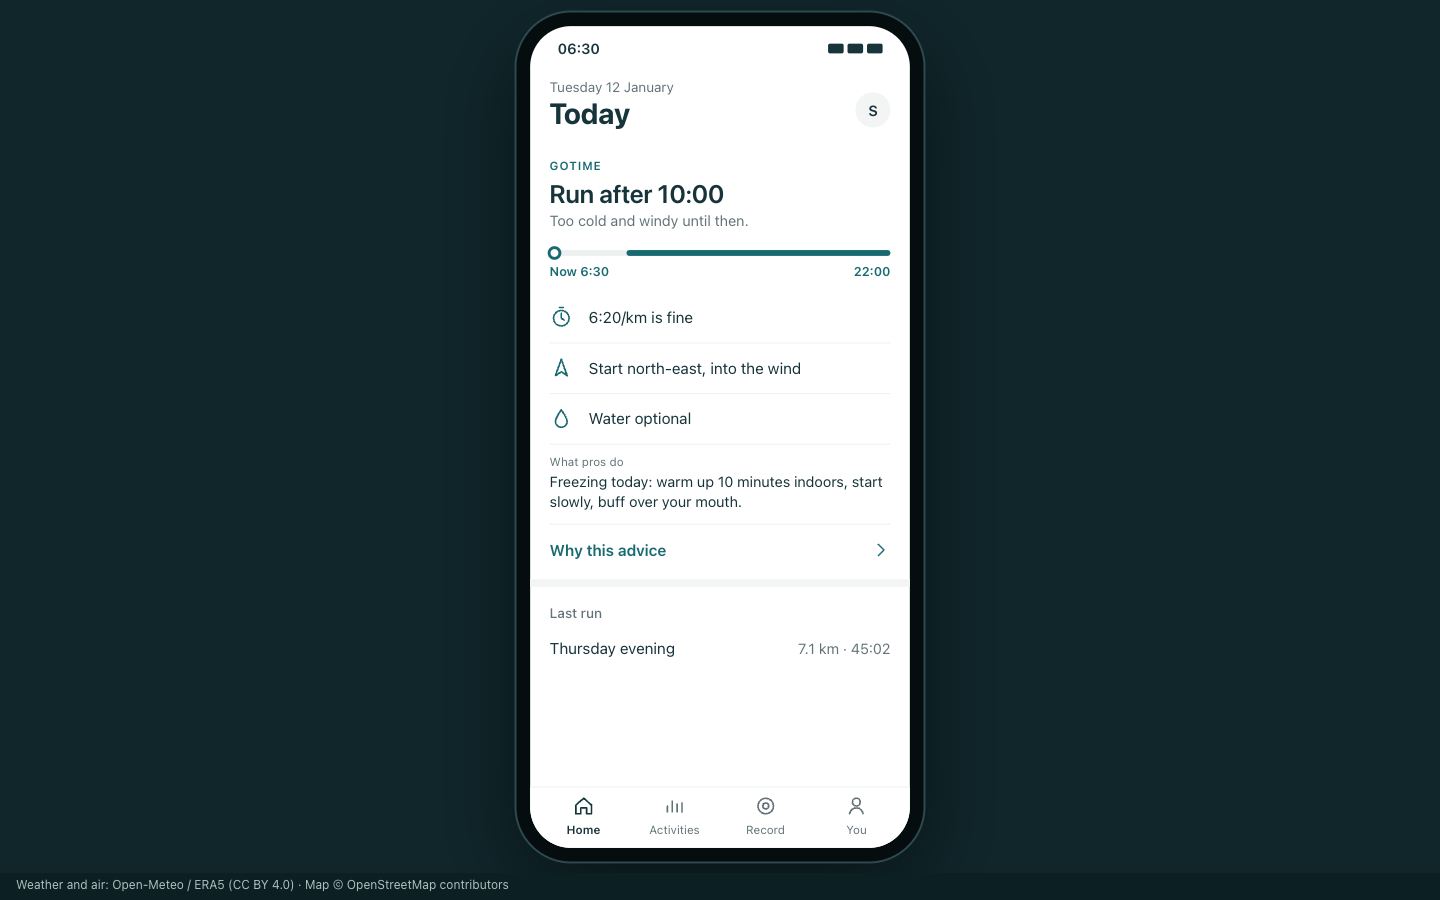 06:30
Tuesday 12 January
Today
S
GOTIME
Run after 10:00
Too cold and windy until then.
Now 6:30
22:00
6:20/km is fine
Start north-east, into the wind
Water optional
What pros do
Freezing today: warm up 10 minutes indoors, start
slowly, buff over your mouth.
Why this advice
Last run
Thursday evening
7.1 km · 45:02
Home
Activities
Record
You
Weather and air: Open-Meteo / ERA5 (CC BY 4.0) · Map © OpenStreetMap contributors